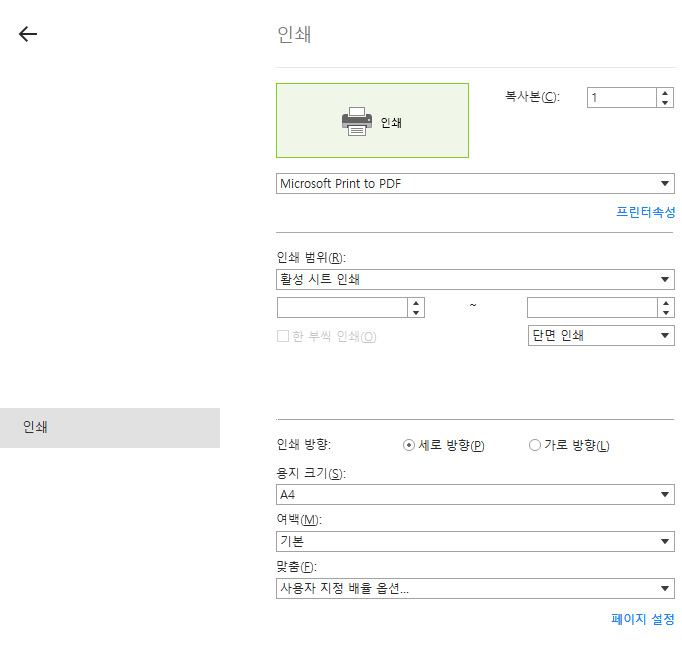 인쇄
인쇄
복사본(C):
1
Microsoft Print to PDF
프린터속성
인쇄 범위(R):
활성 시트 인쇄
~
한 부씩 인쇄(O)
단면 인쇄
인쇄
인쇄 방향:
세로 방향(P)
가로 방향(L)
용지 크기(S):
A4
여백(M):
기본
맞춤(F):
사용자 지정 배율 옵션...
페이지 설정